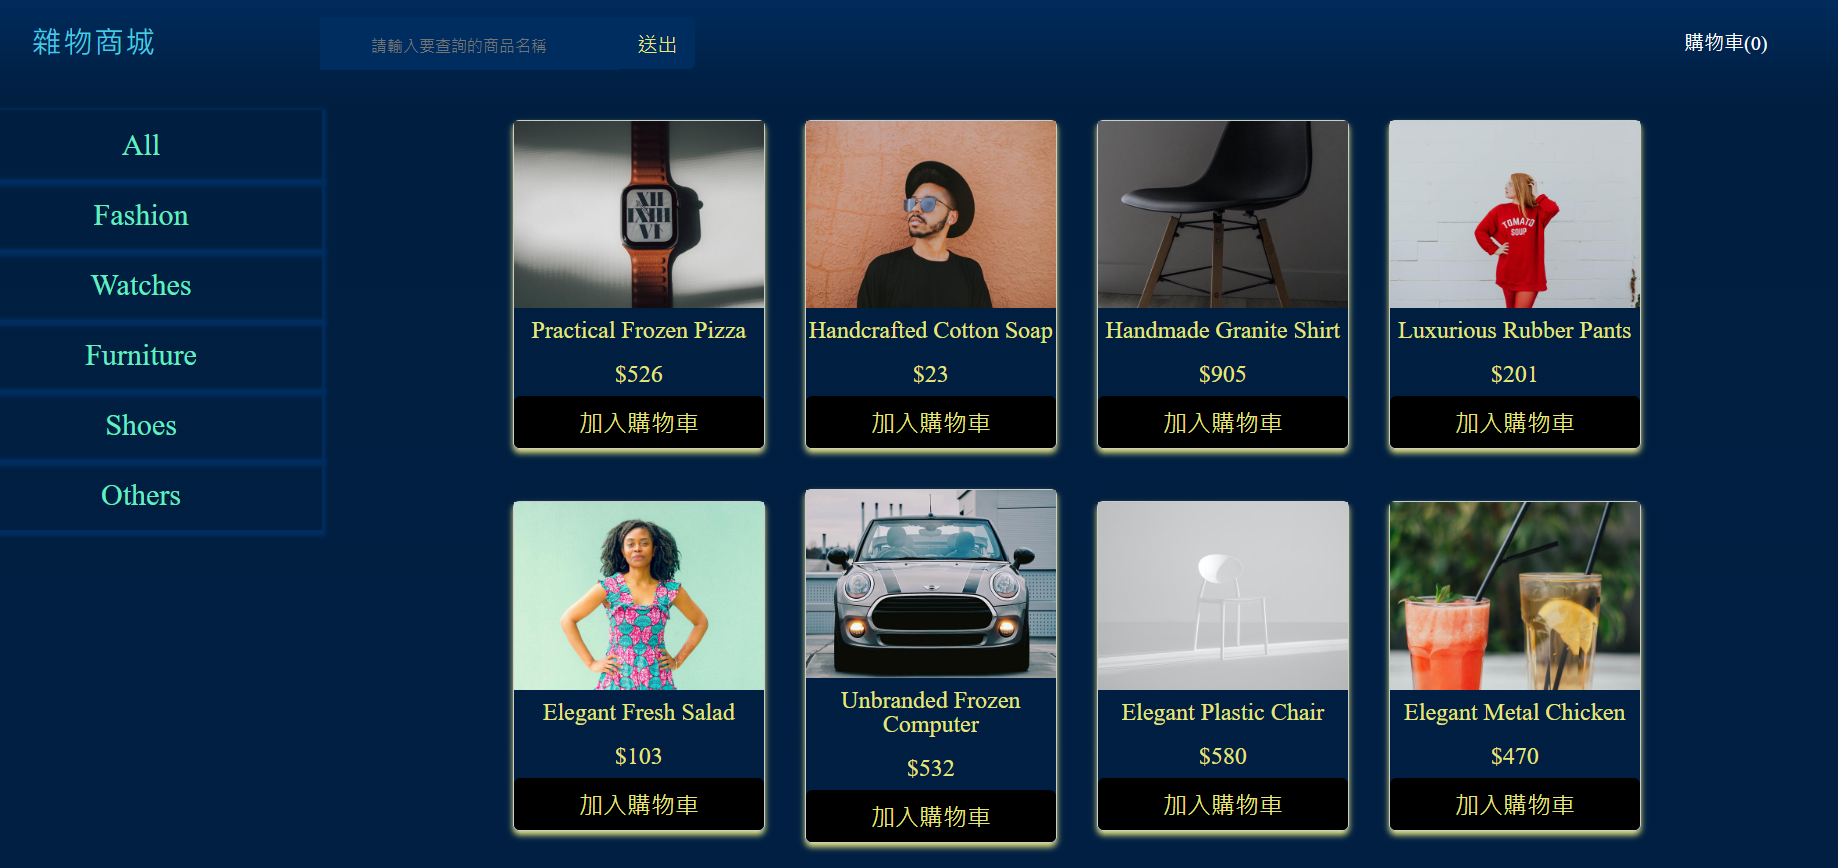 雜物商城
請輸入要查詢的商品名稱
送出
購物車(0)
All
Fashion
Watches
Furniture
Shoes
Others
Practical Frozen Pizza
$526
加入購物車
Handcrafted Cotton Soap
$23
加入購物車
Handmade Granite Shirt
$905
加入購物車
TOMATO
SOUP
Luxurious Rubber Pants
$201
加入購物車
Elegant Fresh Salad
$103
加入購物車
Unbranded Frozen
Computer
$532
加入購物車
Elegant Plastic Chair
$580
加入購物車
Elegant Metal Chicken
$470
加入購物車